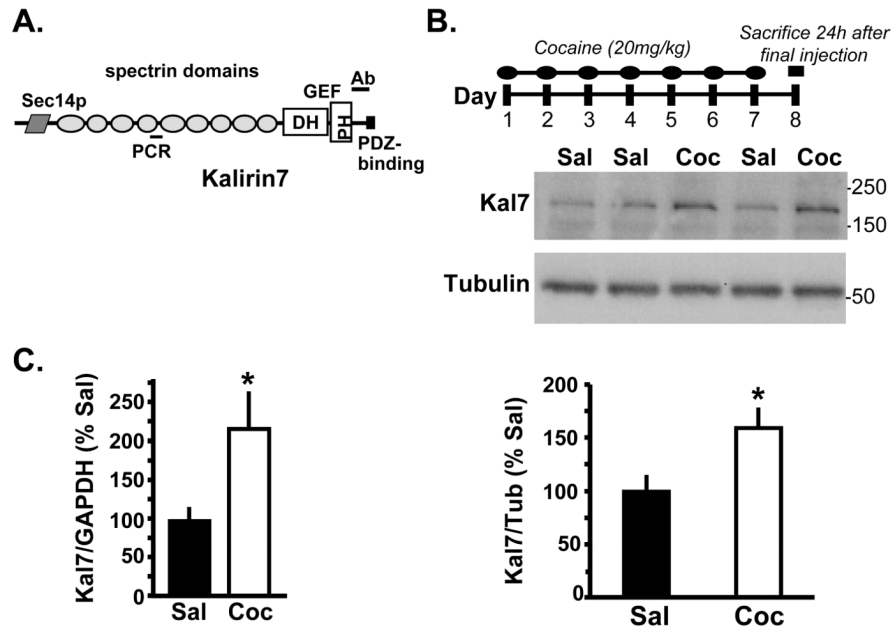 A.
spectrin domains
Sec14p
GEF
Ab
DH
PH
PDZ-
binding
PCR
Kalirin7
B.
Cocaine (20mg/kg)
Sacrifice 24h after
final injection
Day
1 2 3 4 5 6 7 8
Sal Sal Coc Sal Coc
Kal7
-250
-150
Tubulin
-50
C.
Kal7/GAPDH (% Sal)
250
200
150
100
50
0
Sal Coc
*
Kal7/Tub (% Sal)
200
150
100
50
0
Sal Coc
*